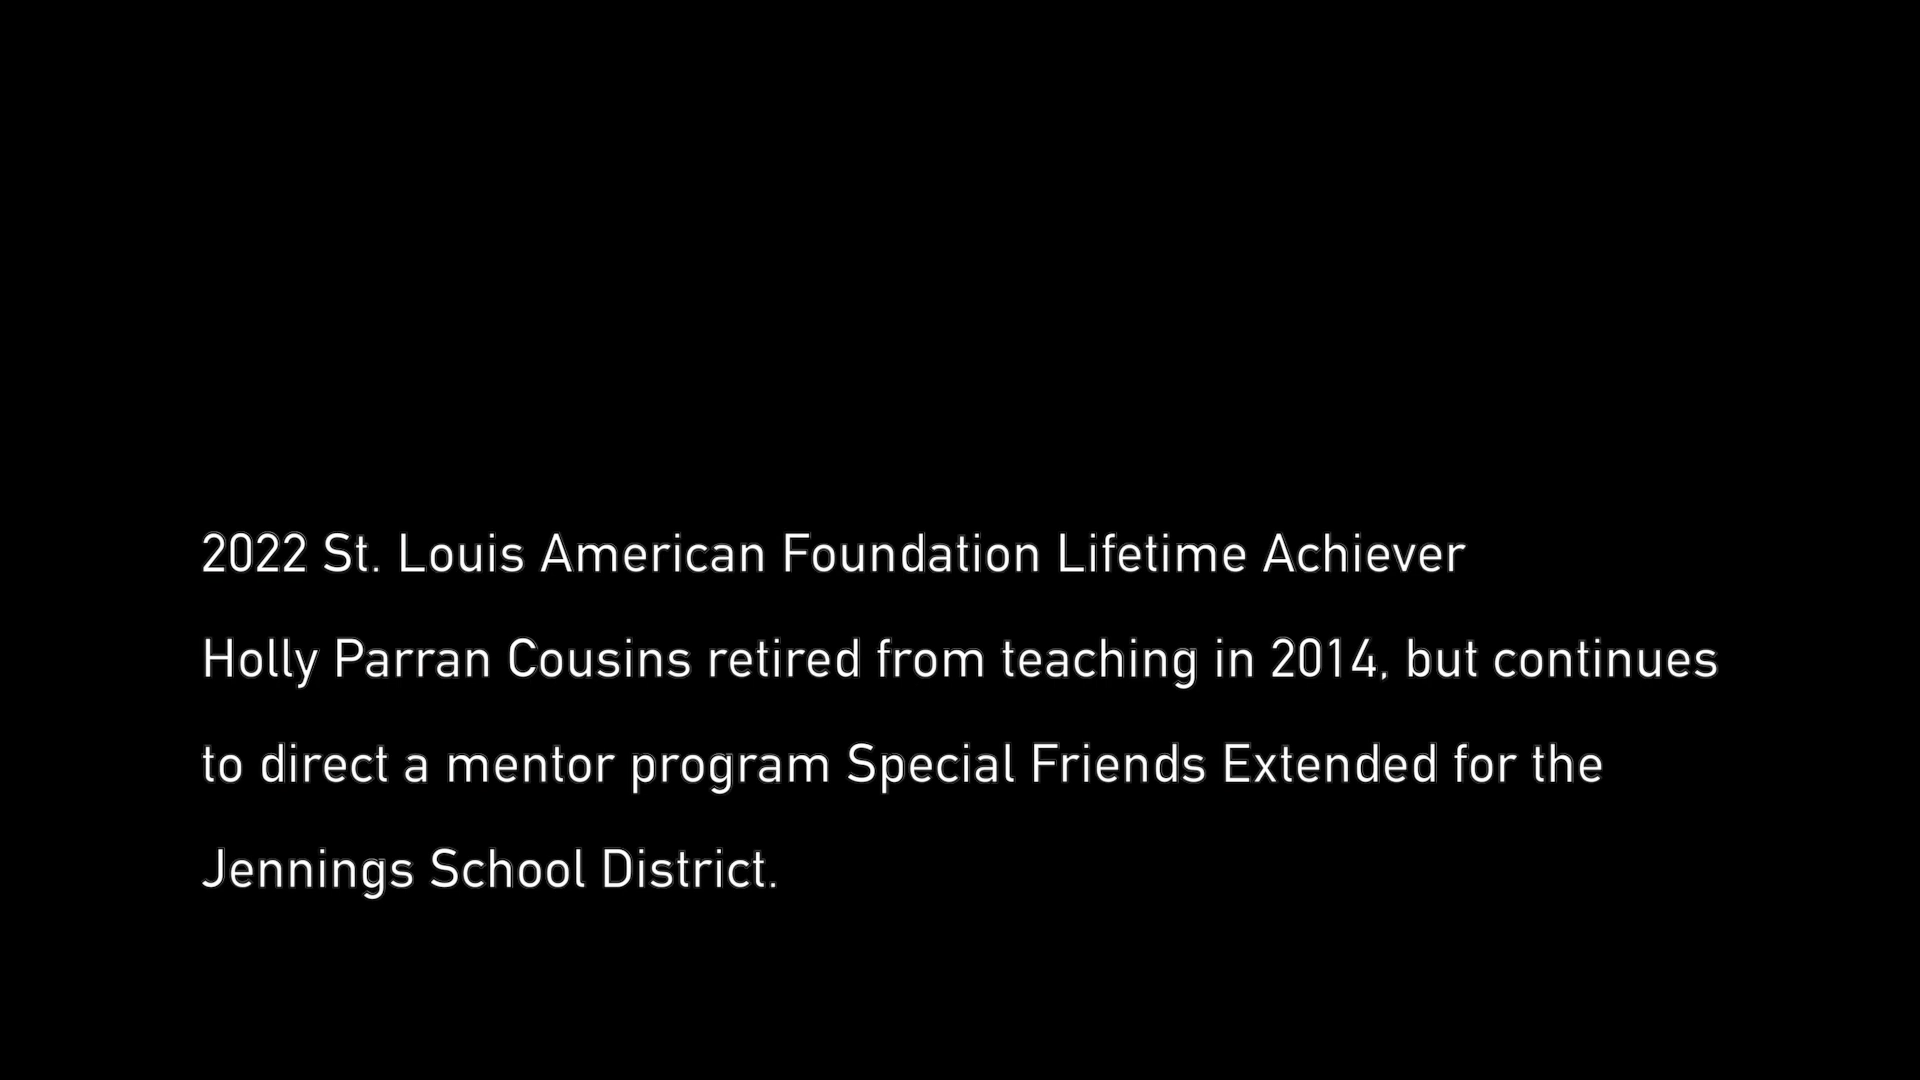 2022 St. Louis American Foundation Lifetime Achiever
Holly Parran Cousins retired from teaching in 2014, but continues
to direct a mentor program Special Friends Extended for the
Jennings School District.